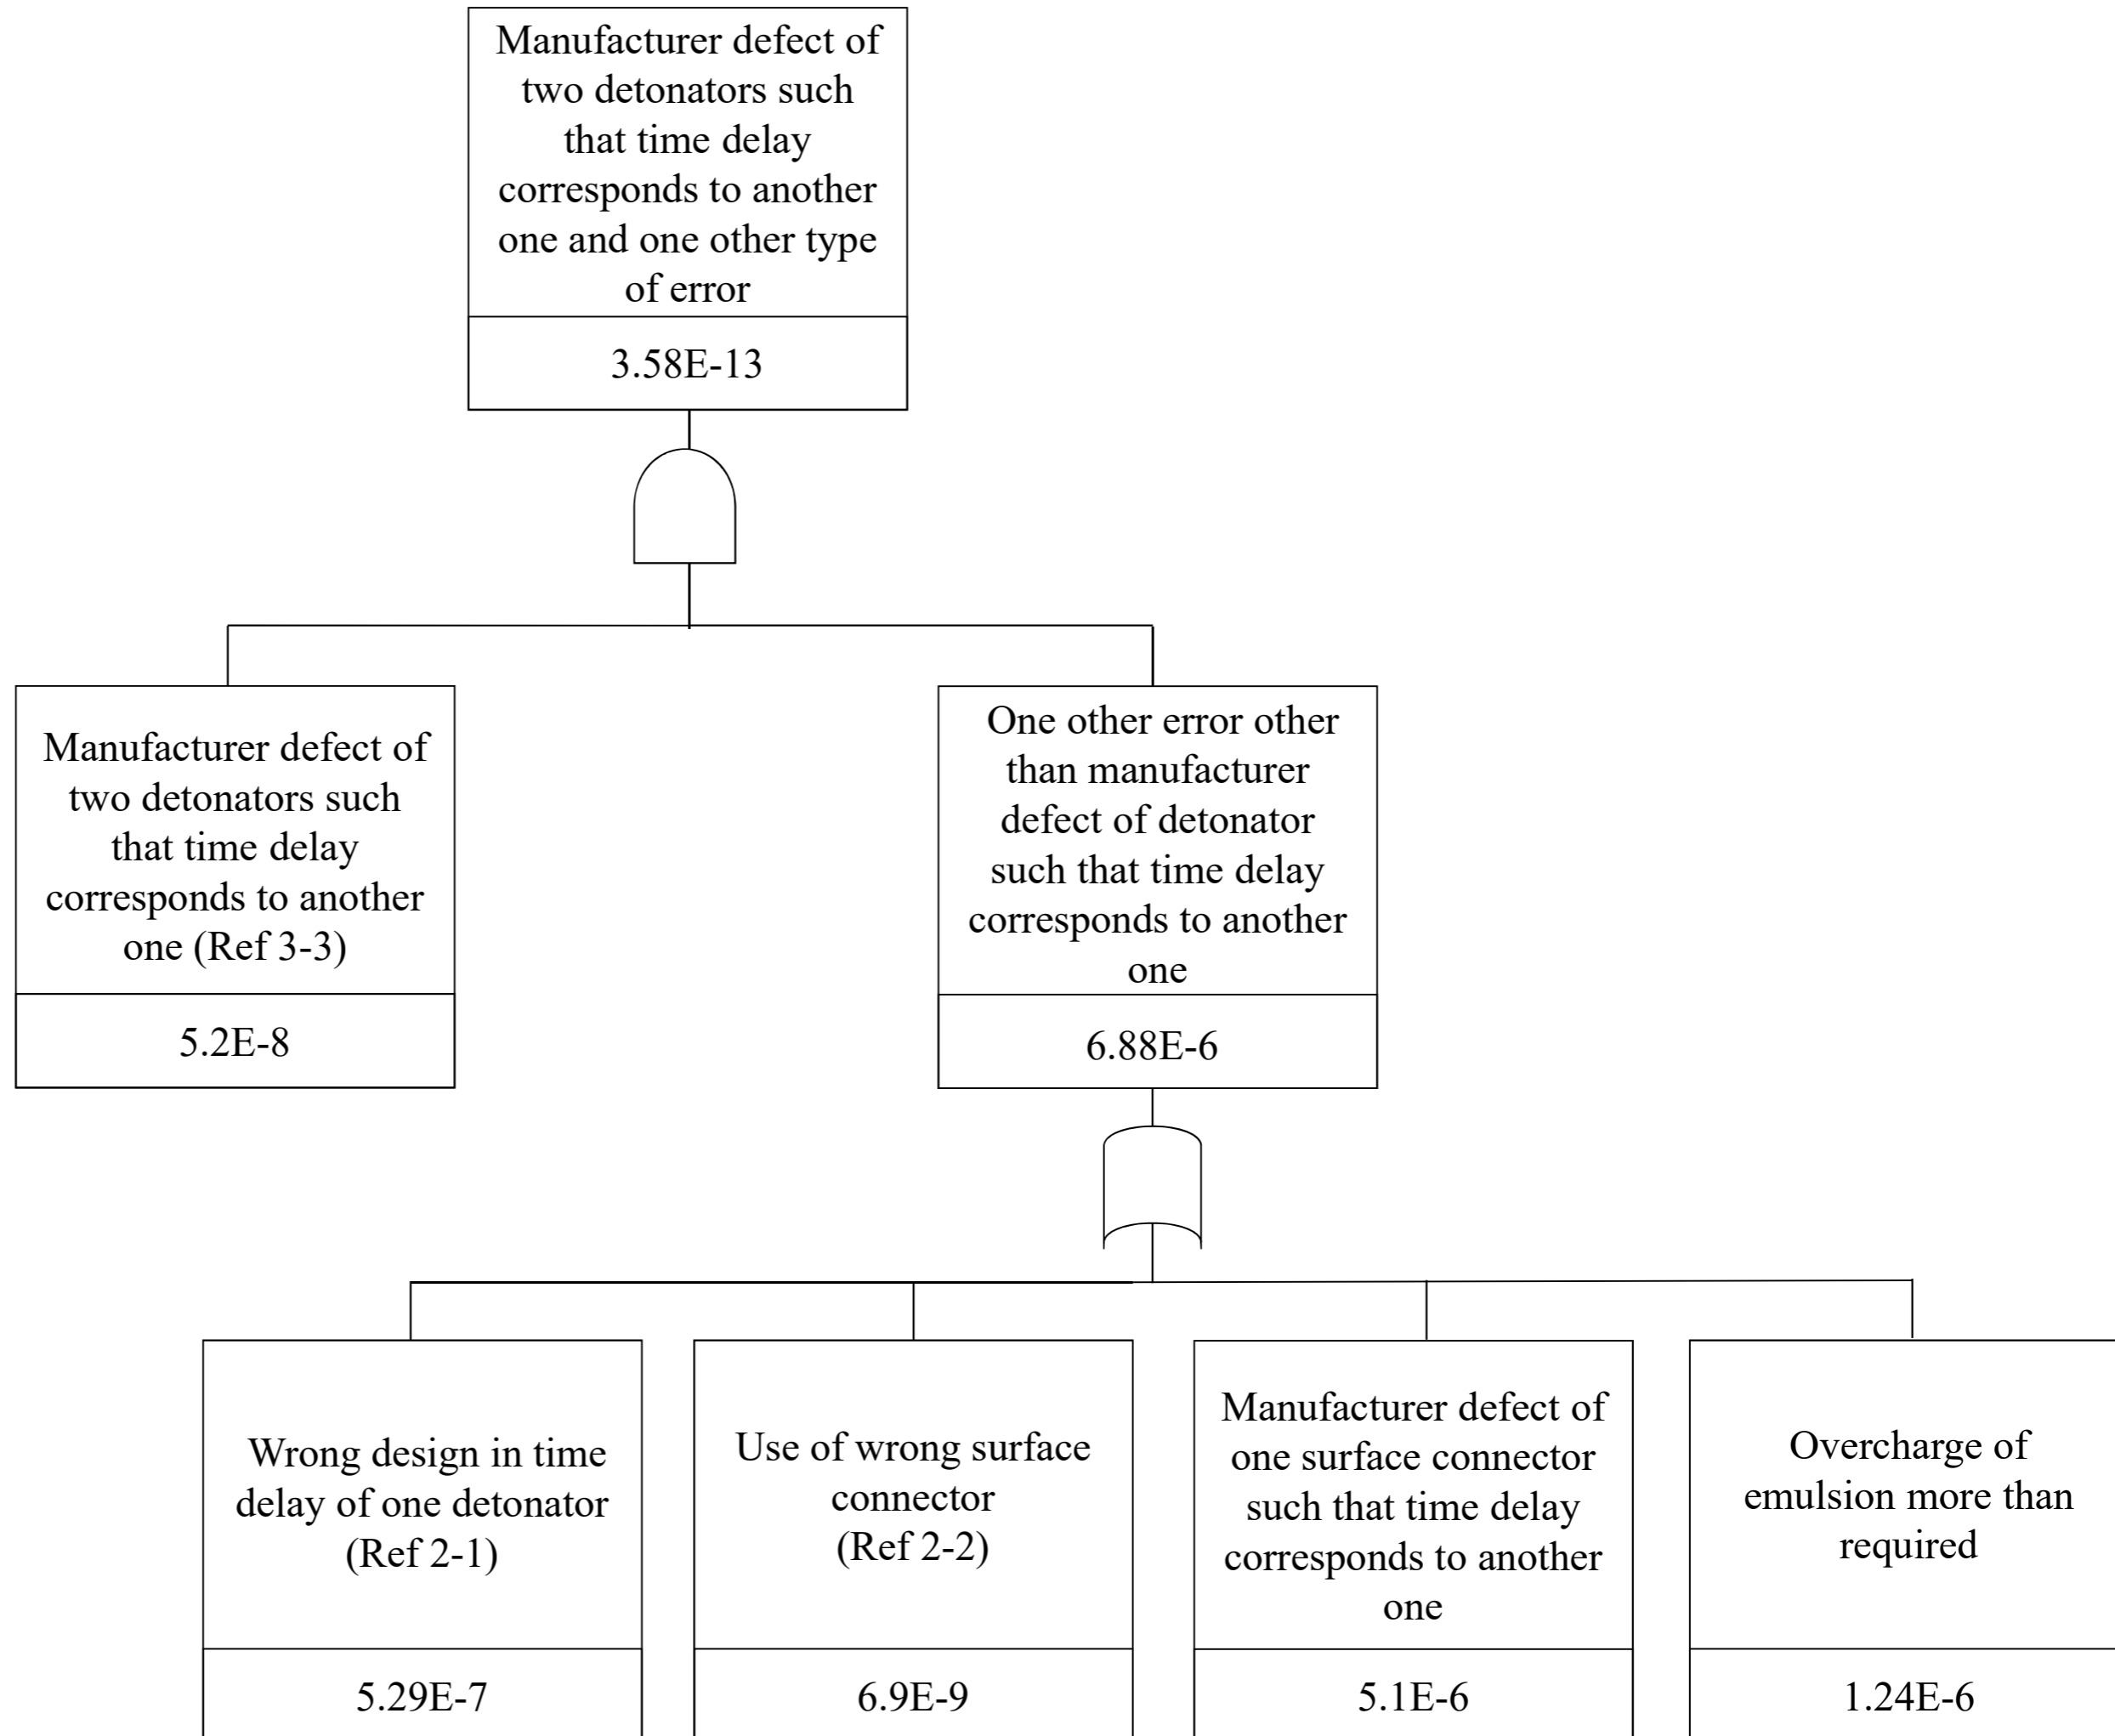 Manufacturer defect of
two detonators such
that time delay
corresponds to another
one and one other type
of error
3.58E-13
Manufacturer defect of
two detonators such
that time delay
corresponds to another
one (Ref 3-3)
5.2E-8
One other error other
than manufacturer
defect of detonator
such that time delay
corresponds to another
one
6.88E-6
Wrong design in time
delay of one detonator
(Ref 2-1)
5.29E-7
Use of wrong surface
connector
(Ref 2-2)
6.9E-9
Manufacturer defect of
one surface connector
such that time delay
corresponds to another
one
5.1E-6
Overcharge of
emulsion more than
required
1.24E-6